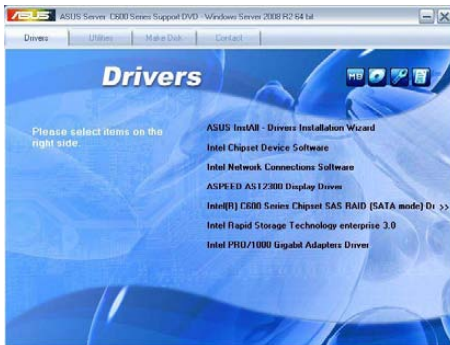 ASUS ASUS Server C600 Series Support DVD - Windows Server 2008 R2 64 bit
Drivers Utilities Make Disk Contact
Drivers
MB
Please select items on the
right side.
ASUS InstAll - Drivers Installation Wizard
Intel Chipset Device Software
Intel Network Connections Software
ASPEED AST2300 Display Driver
Intel(R) C600 Series Chipset SAS RAID (SATA mode) Dr >>
Intel Rapid Storage Technology enterprise 3.0
Intel PRO/1000 Gigabit Adapters Driver